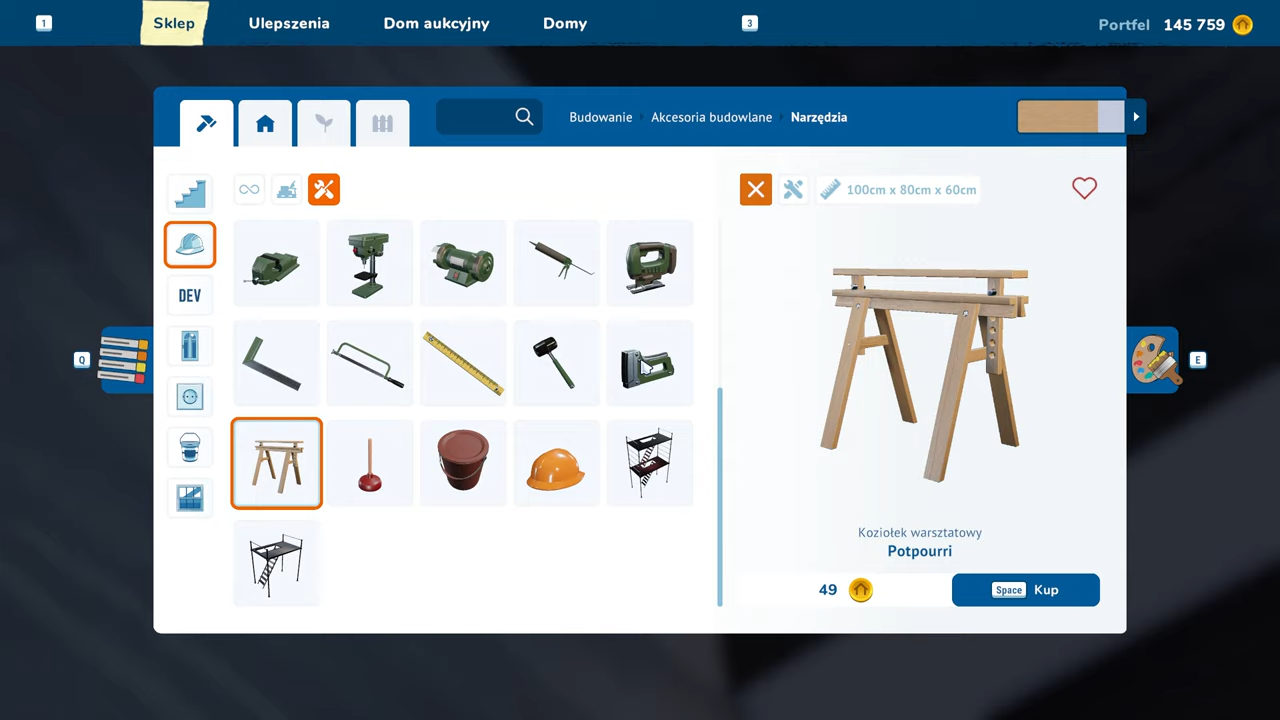 1 Sklep Ulepszenia Dom aukcyjny Domy 3 Portfel 145 759
Budowanie Akcesoria budowlane Narzędzia
100cm x 80cm x 60cm
DEV
Q
E
Koziołek warsztatowy
Potpourri
49 Space Kup